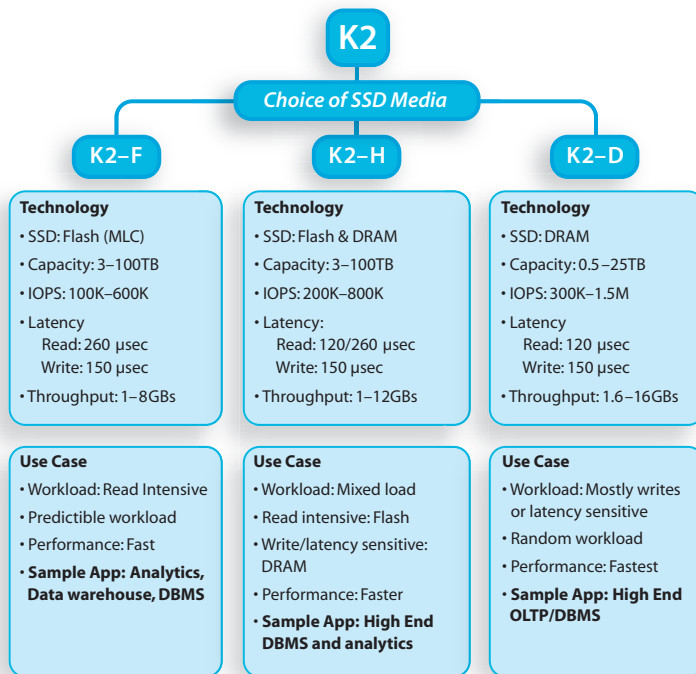 K2
Choice of SSD Media
K2–F
K2–H
K2–D
Technology
• SSD: Flash (MLC)
• Capacity: 3–100TB
• IOPS: 100K–600K
• Latency
Read: 260 µsec
Write: 150 µsec
• Throughput: 1–8GBs
Technology
• SSD: Flash & DRAM
• Capacity: 3–100TB
• IOPS: 200K–800K
• Latency:
Read: 120/260 µsec
Write: 150 µsec
• Throughput: 1–12GBs
Technology
• SSD: DRAM
• Capacity: 0.5–25TB
• IOPS: 300K–1.5M
• Latency
Read: 120 µsec
Write: 150 µsec
• Throughput: 1.6–16GBs
Use Case
• Workload: Read Intensive
• Predictible workload
• Performance: Fast
• Sample App: Analytics,
Data warehouse, DBMS
Use Case
• Workload: Mixed load
• Read intensive: Flash
• Write/latency sensitive:
DRAM
• Performance: Faster
• Sample App: High End
DBMS and analytics
Use Case
• Workload: Mostly writes
or latency sensitive
• Random workload
• Performance: Fastest
• Sample App: High End
OLTP/DBMS